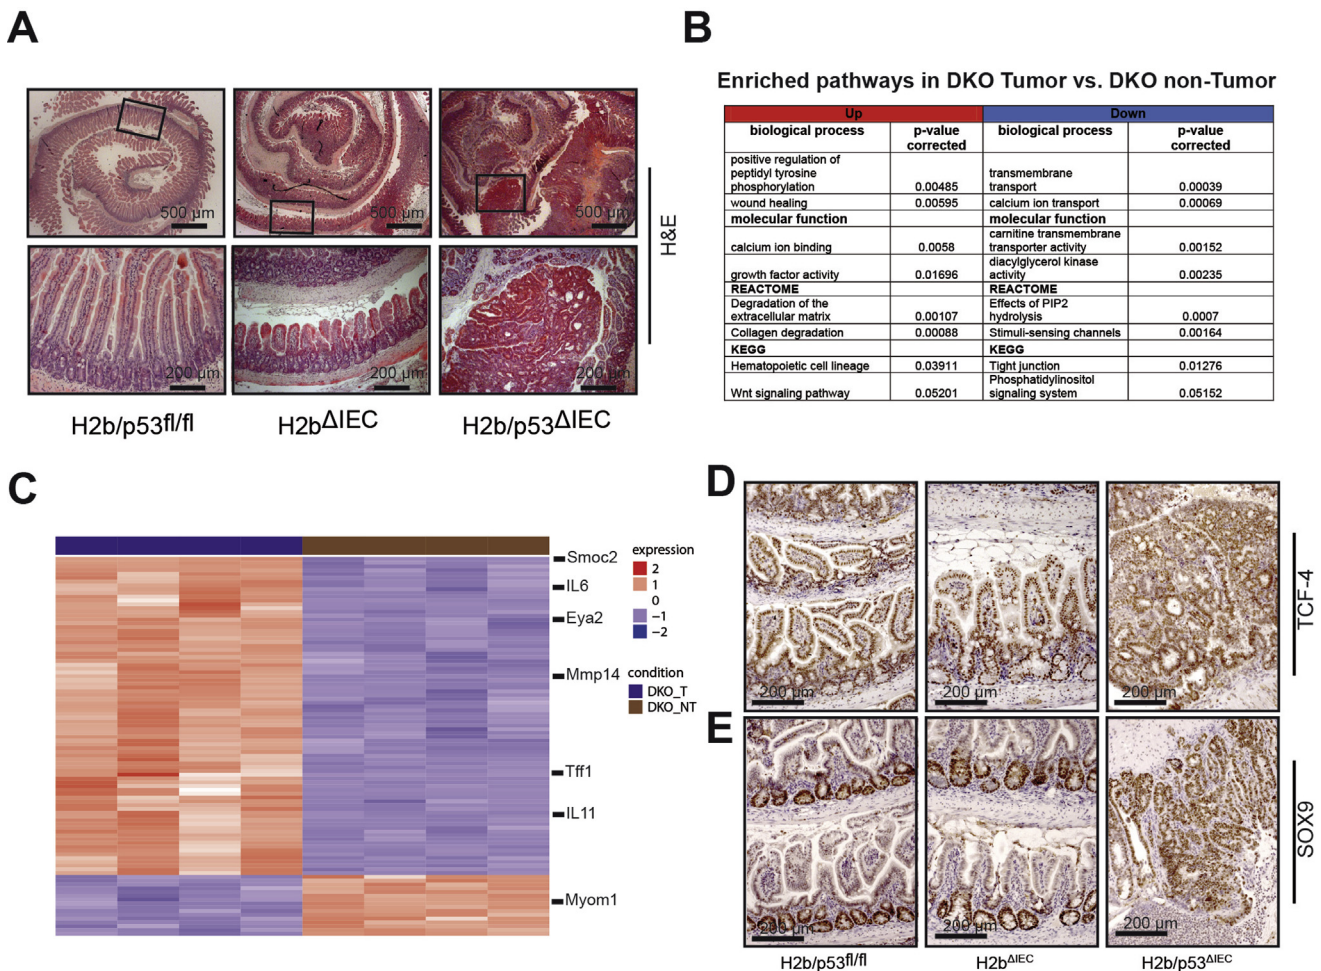 A
500 µm
500 µm
500 µm
200 µm
200 µm
200 µm
H&E
H2b/p53fl/fl
H2bΔIEC
H2b/p53ΔIEC
B
Enriched pathways in DKO Tumor vs. DKO non-Tumor
Up
Down
biological process
p-value
corrected
biological process
p-value
corrected
positive regulation of
peptidyl tyrosine
phosphorylation
0.00485
transmembrane
transport
0.00039
wound healing
0.00595
calcium ion transport
0.00069
molecular function
molecular function
calcium ion binding
0.0058
carnitine transmembrane
transporter activity
0.00152
growth factor activity
0.01696
diacylglycerol kinase
activity
0.00235
REACTOME
REACTOME
Degradation of the
extracellular matrix
0.00107
Effects of PIP2
hydrolysis
0.0007
Collagen degradation
0.00088
Stimuli-sensing channels
0.00164
KEGG
KEGG
Hematopoietic cell lineage
0.03911
Tight junction
0.01276
Wnt signaling pathway
0.05201
Phosphatidylinositol
signaling system
0.05152
C
Smoc2
IL6
Eya2
Mmp14
Tff1
IL11
Myom1
expression
2
1
0
−1
−2
condition
DKO_T
DKO_NT
D
200 µm
200 µm
200 µm
TCF-4
E
200 µm
200 µm
200 µm
SOX9
H2b/p53fl/fl
H2bΔIEC
H2b/p53ΔIEC